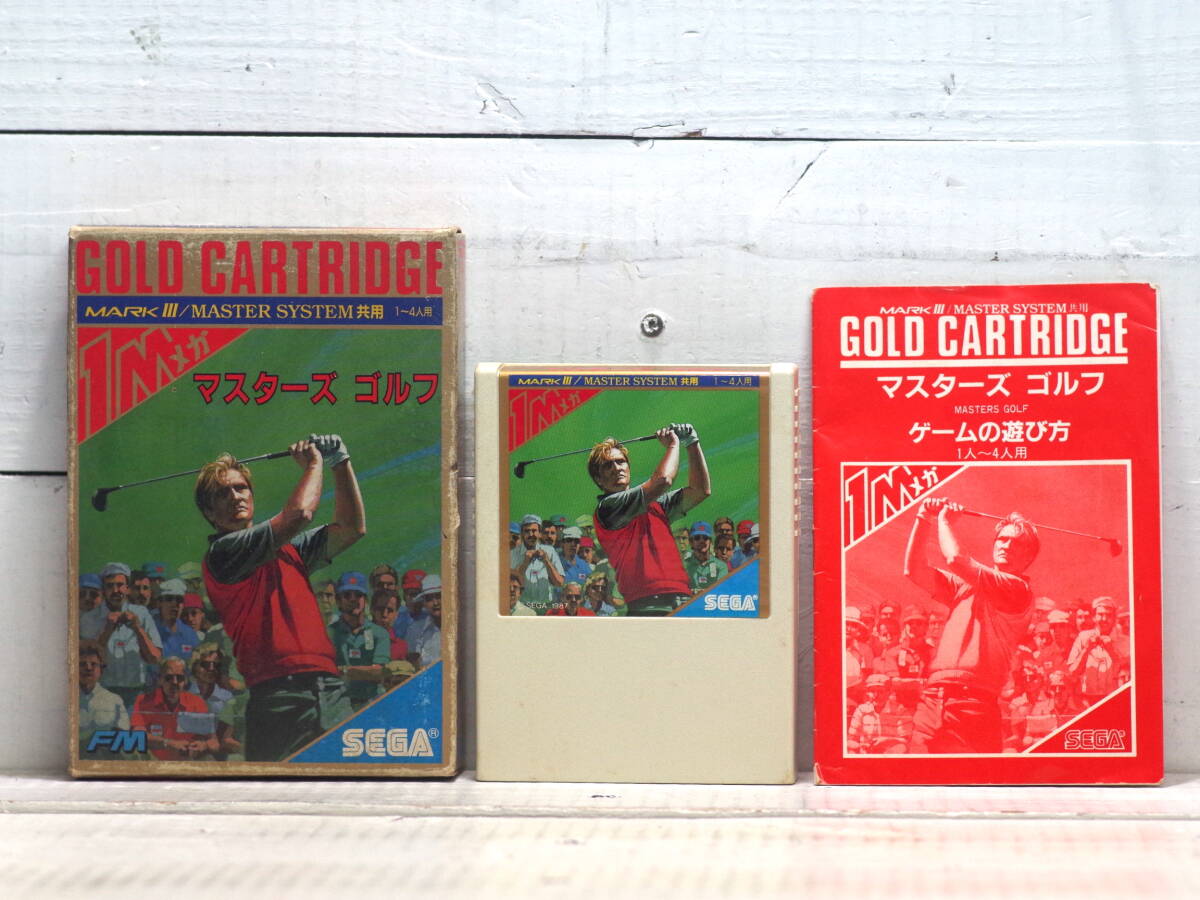 GOLD CARTRIDGE
MARK III/MASTER SYSTEM 共用 1〜4人用
1Mメガ
マスターズ ゴルフ
FM
SEGA®
MARK III/MASTER SYSTEM 共用 1〜4人用
1Mメガ
© SEGA 1987
SEGA®
MARK III/MASTER SYSTEM 共用
GOLD CARTRIDGE
マスターズ ゴルフ
MASTERS GOLF
ゲームの遊び方
1人〜4人用
1Mメガ
SEGA®